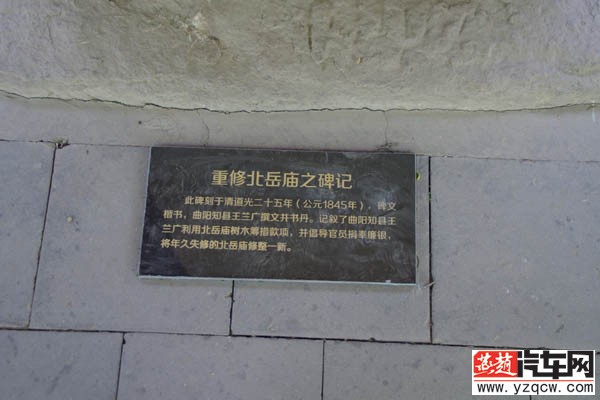 重修北岳庙之碑记
此碑刻于清道光二十五年(公元1845年),碑文
楷书,曲阳知县王兰广撰文并书丹。记叙了曲阳知县王
兰广利用北岳庙树木筹措款项,并倡导官员捐奉廉银,
将年久失修的北岳庙修整一新。
燕赵汽车网
www.yzqcw.com